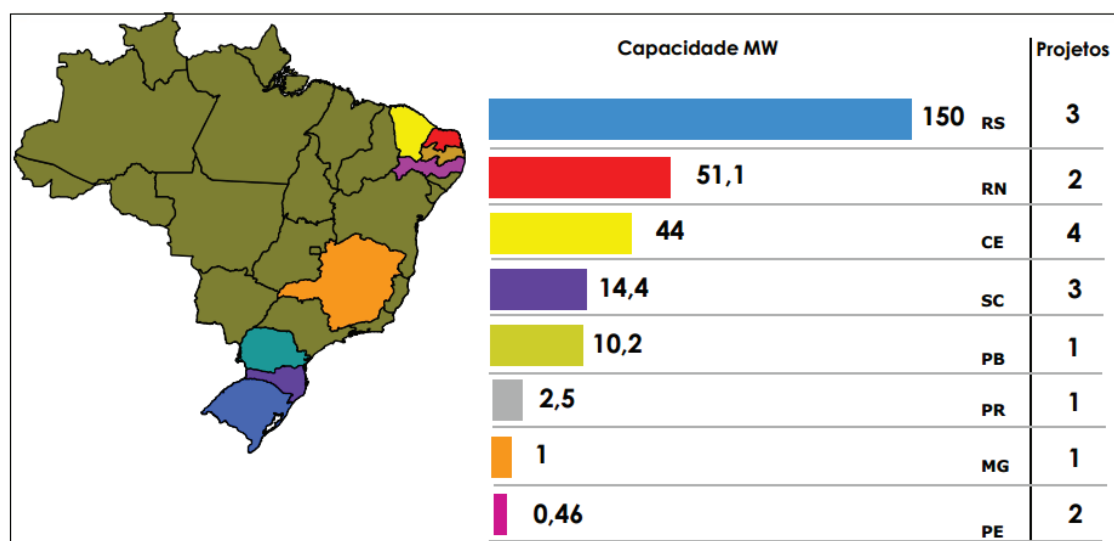 Capacidade MW Projetos
150 RS 3
51,1 RN 2
44 CE 4
14,4 SC 3
10,2 PB 1
2,5 PR 1
1 MG 1
0,46 PE 2